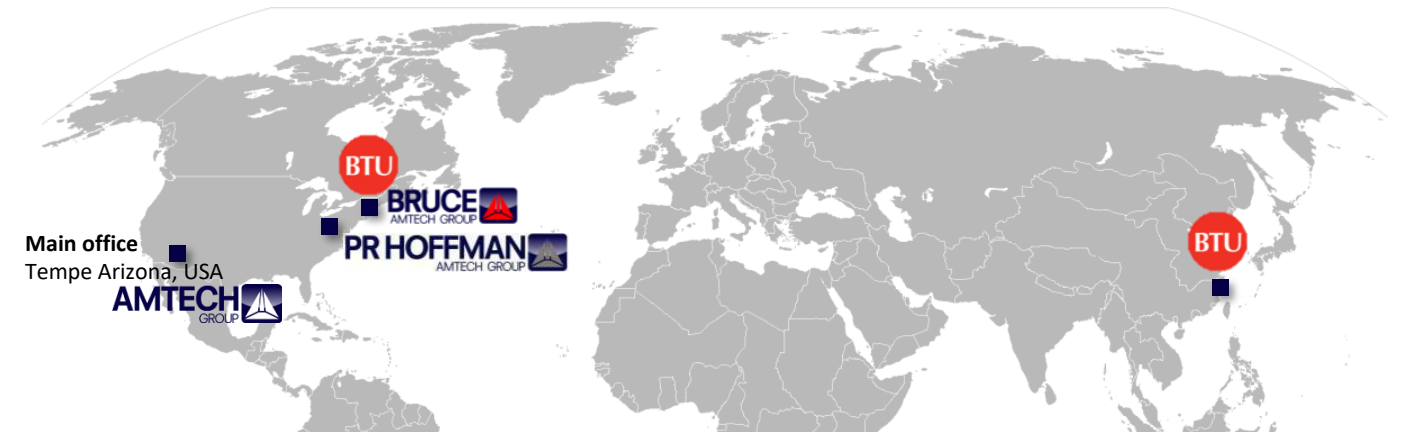 BTU
BRUCE
AMTECH GROUP
PR HOFFMAN
AMTECH GROUP
BTU
Main office
Tempe Arizona, USA
AMTECH
GROUP